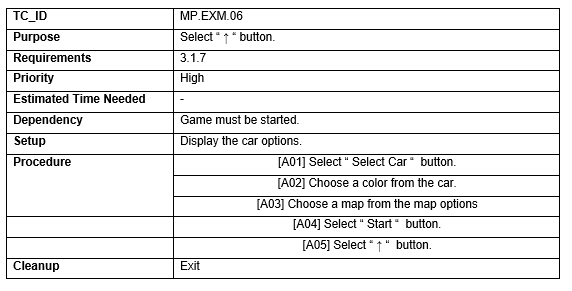 TC_ID MP.EXM.06
Purpose Select “ ↑ “ button.
Requirements 3.1.7
Priority High
Estimated Time Needed -
Dependency Game must be started.
Setup Display the car options.
Procedure [A01] Select “ Select Car “ button.
[A02] Choose a color from the car.
[A03] Choose a map from the map options
[A04] Select “ Start “ button.
[A05] Select “ ↑ “ button.
Cleanup Exit